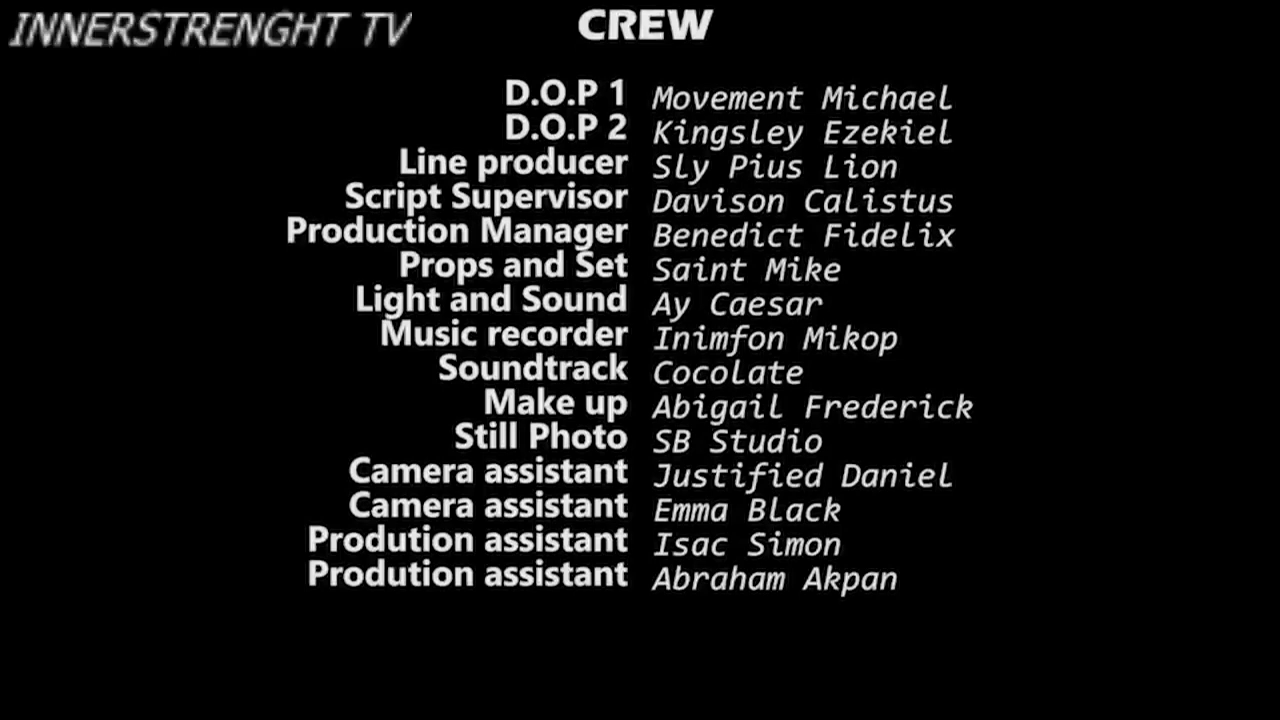 INNERSTRENGHT TV
CREW
D.O.P 1 Movement Michael
D.O.P 2 Kingsley Ezekiel
Line producer Sly Pius Lion
Script Supervisor Davison Calistus
Production Manager Benedict Fidelix
Props and Set Saint Mike
Light and Sound Ay Caesar
Music recorder Inimfon Mikop
Soundtrack Cocolate
Make up Abigail Frederick
Still Photo SB Studio
Camera assistant Justified Daniel
Camera assistant Emma Black
Prodution assistant Isac Simon
Prodution assistant Abraham Akpan